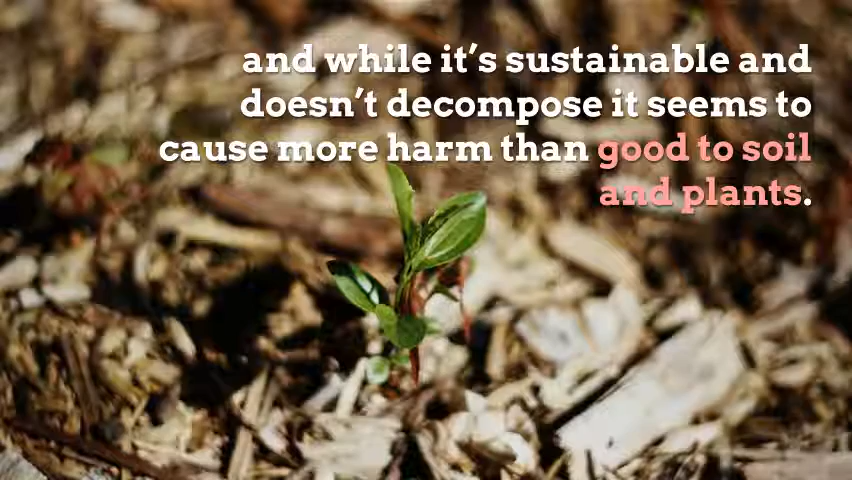 and while it’s sustainable and
doesn’t decompose it seems to
cause more harm than good to soil
and plants.